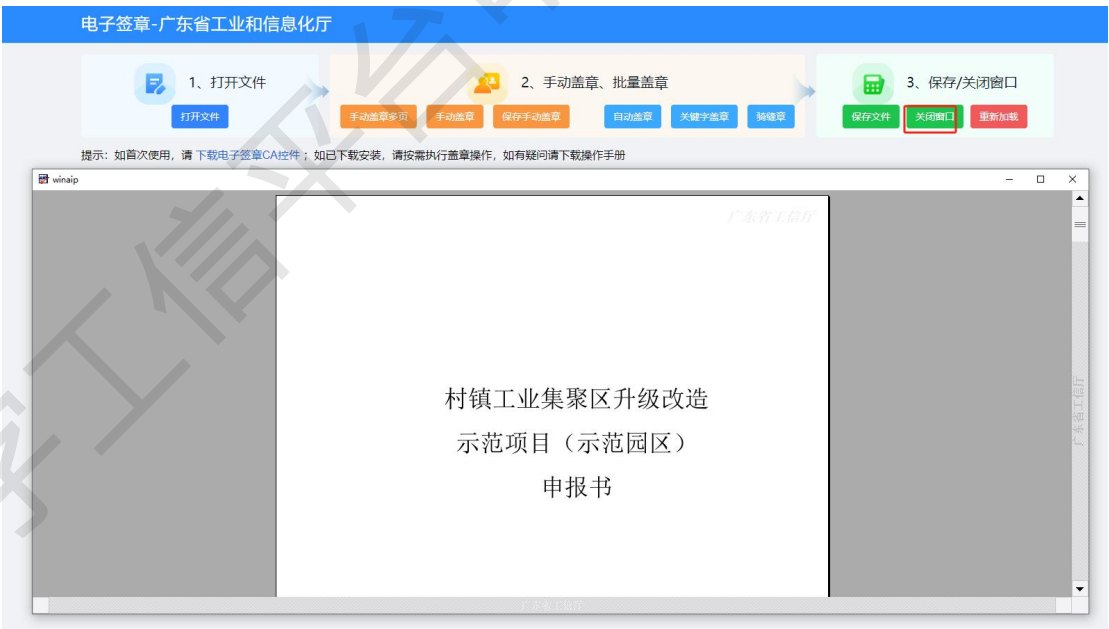 电子签章-广东省工业和信息化厅
1、打开文件
2、手动盖章、批量盖章
3、保存/关闭窗口
打开文件 手动盖章多页 手动盖章 保存手动盖章 自动盖章 关键字盖章 骑缝章 保存文件 关闭窗口 重新加载
提示：如首次使用，请 下载电子签章CA控件 ；如已下载安装，请按需执行盖章操作，如有疑问请下载操作手册
winaip
广东省工信厅
村镇工业集聚区升级改造
示范项目（示范园区）
申报书
广东省工信厅
广东省工信厅
字工信平台